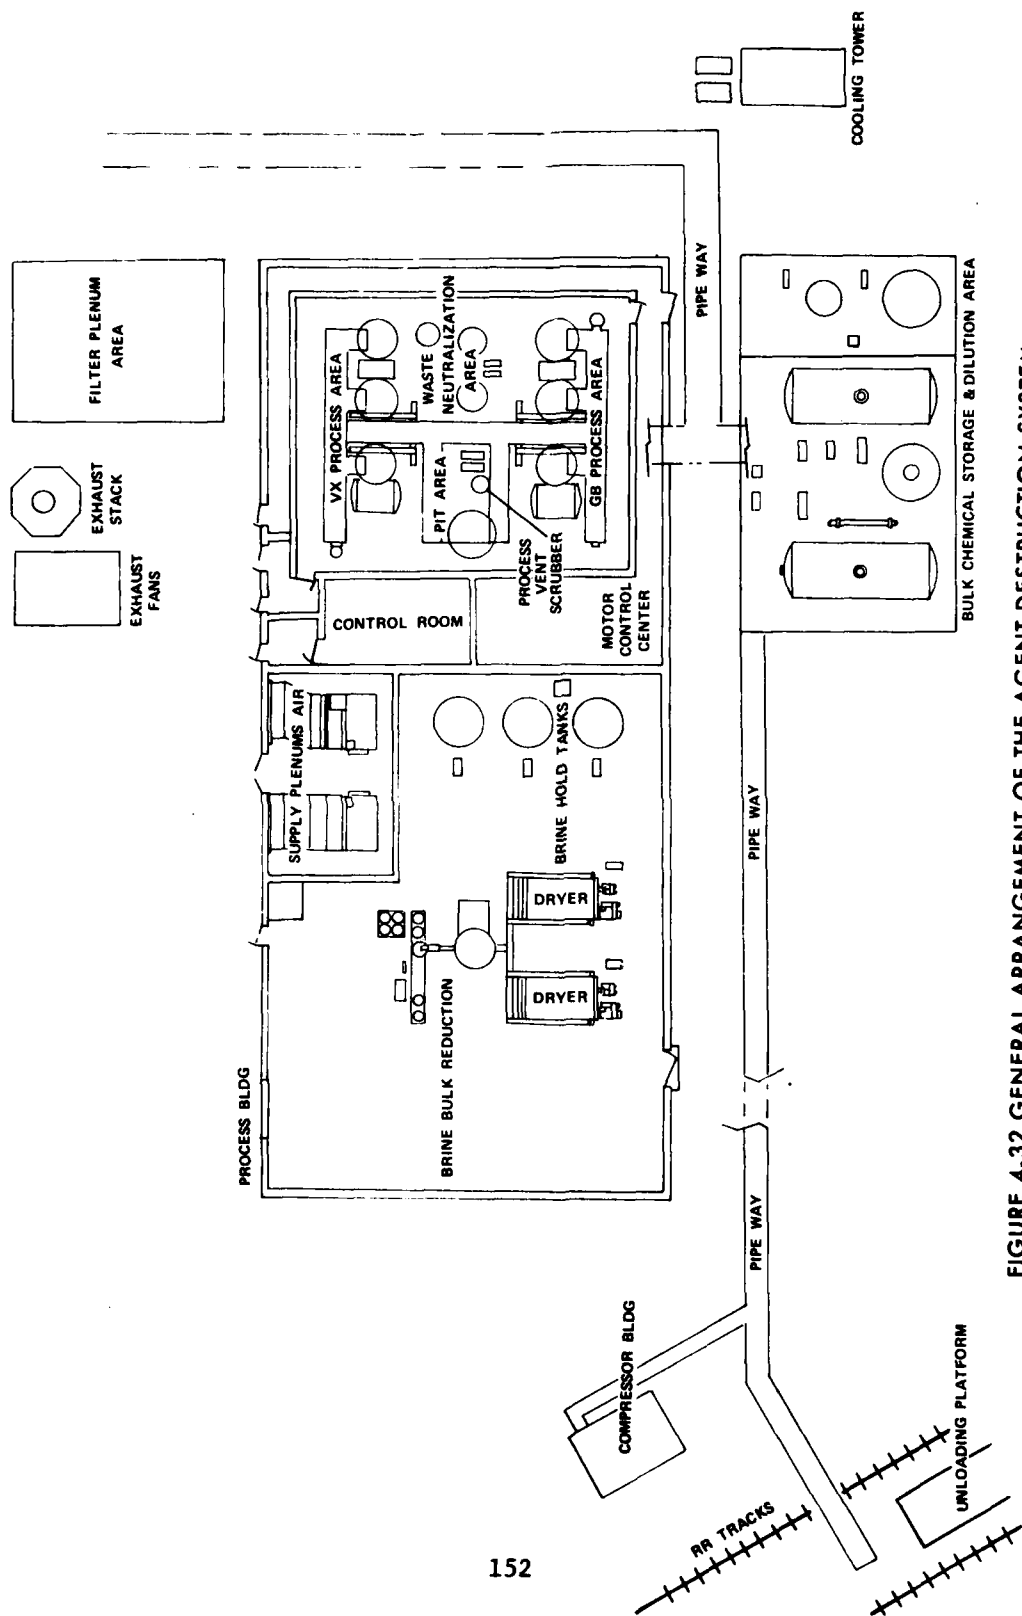 FILTER PLENUM
AREA
EXHAUST
STACK
EXHAUST
FANS
COOLING TOWER
PROCESS BLDG
VX PROCESS AREA
WASTE
NEUTRALIZATION
AREA
PIT AREA
GB PROCESS AREA
PROCESS
VENT
SCRUBBER
CONTROL ROOM
MOTOR
CONTROL
CENTER
SUPPLY PLENUMS AIR
BRINE HOLD TANKS
DRYER
DRYER
BRINE BULK REDUCTION
PIPE WAY
BULK CHEMICAL STORAGE & DILUTION AREA
PIPE WAY
PIPE WAY
COMPRESSOR BLDG
RR TRACKS
UNLOADING PLATFORM
FIGURE 4-32 GENERAL ARRANGEMENT OF THE AGENT DESTRUCTION SYSTEM
152